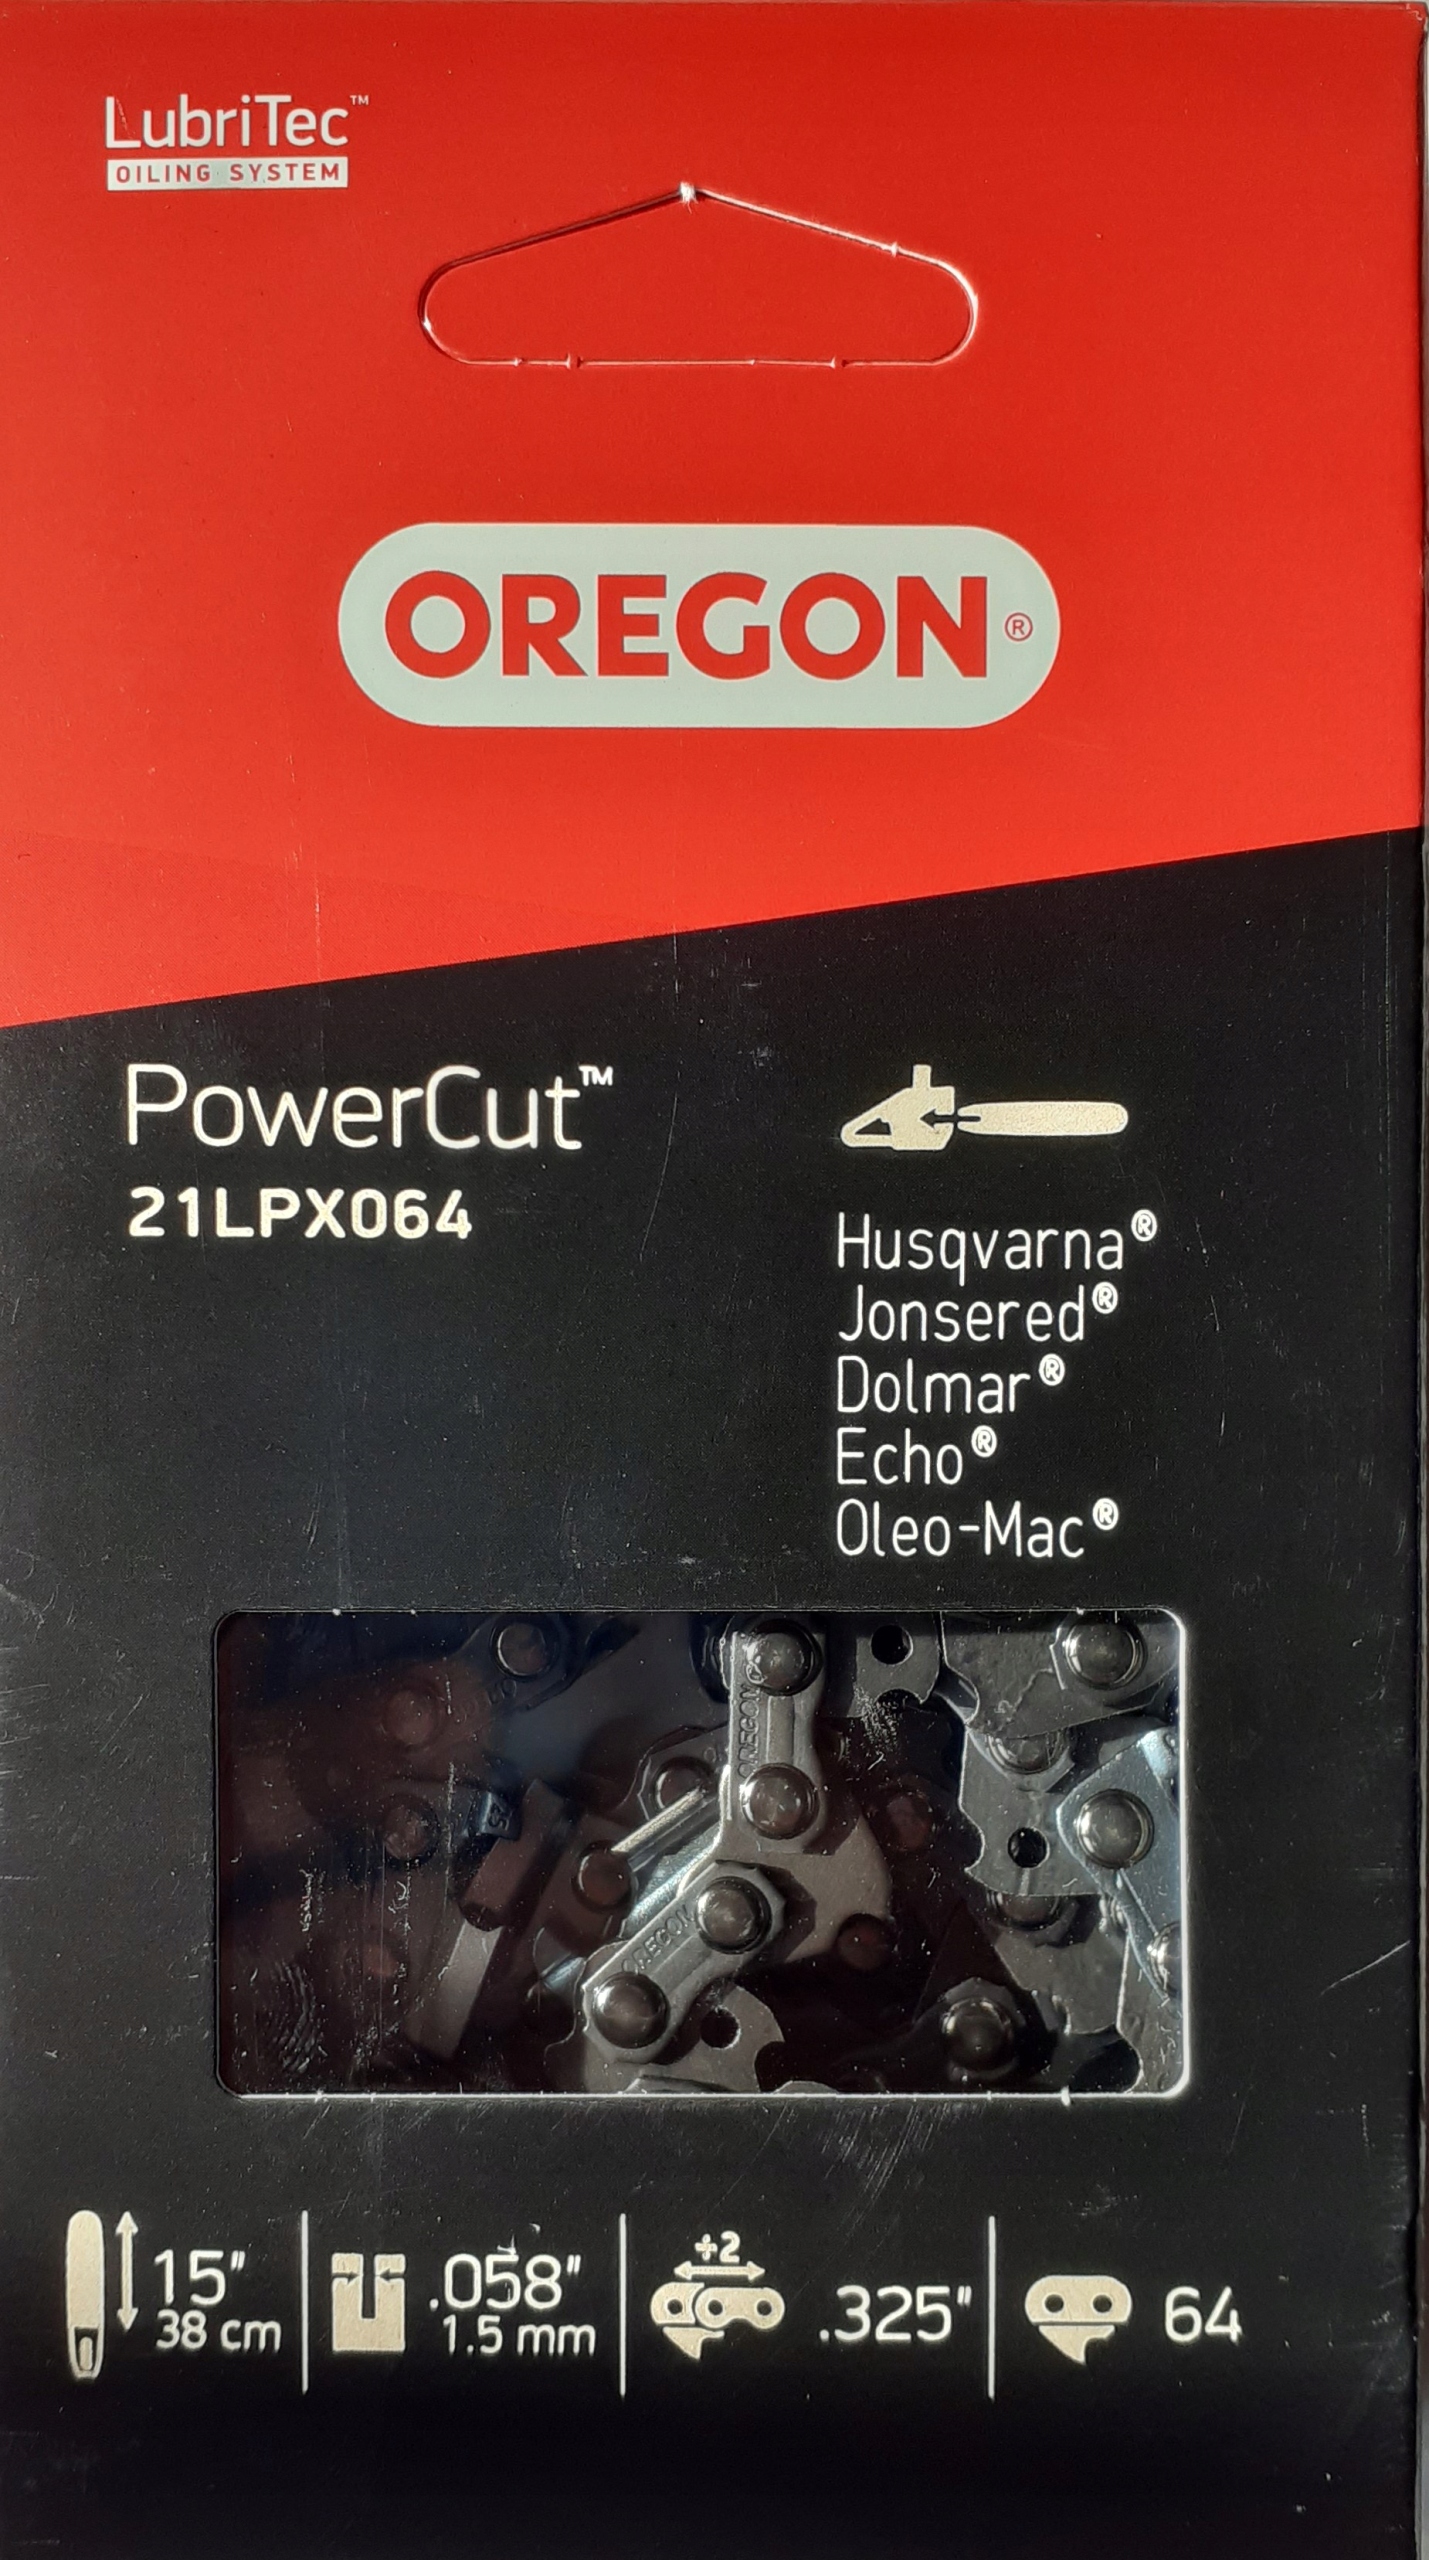 LubriTec™
OILING SYSTEM
OREGON®
PowerCut™
21LPX064
Husqvarna®
Jonsered®
Dolmar®
Echo®
Oleo-Mac®
OREGON
OREGON
25
15"
38 cm
.058"
1.5 mm
÷2
.325"
64